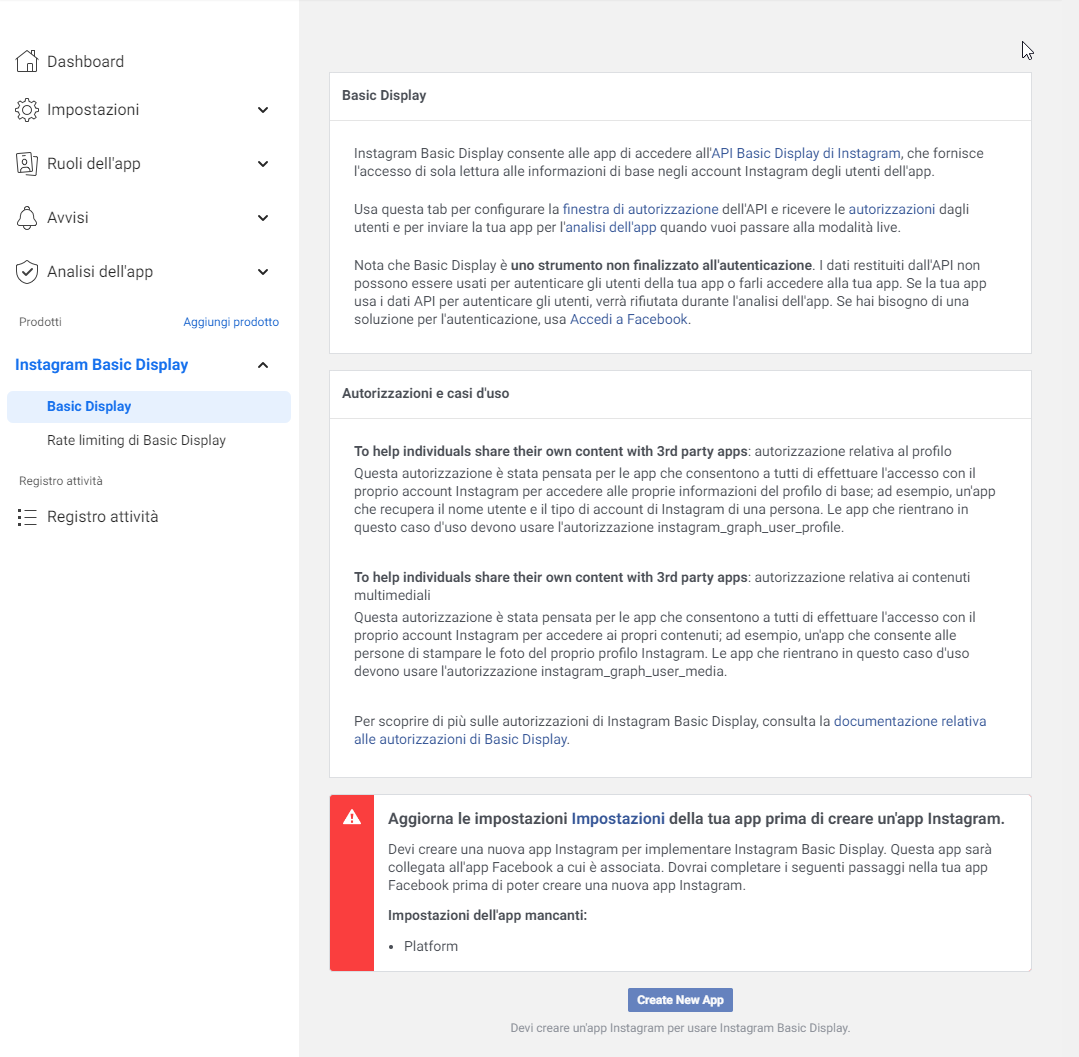 Dashboard
Impostazioni
Ruoli dell'app
Avvisi
Analisi dell'app
Prodotti
Aggiungi prodotto
Instagram Basic Display
Basic Display
Rate limiting di Basic Display
Registro attività
Registro attività
Basic Display
Instagram Basic Display consente alle app di accedere all'API Basic Display di Instagram, che fornisce
l'accesso di sola lettura alle informazioni di base negli account Instagram degli utenti dell'app.
Usa questa tab per configurare la finestra di autorizzazione dell'API e ricevere le autorizzazioni dagli
utenti e per inviare la tua app per l'analisi dell'app quando vuoi passare alla modalità live.
Nota che Basic Display è uno strumento non finalizzato all'autenticazione. I dati restituiti dall'API non
possono essere usati per autenticare gli utenti della tua app o farli accedere alla tua app. Se la tua app
usa i dati API per autenticare gli utenti, verrà rifiutata durante l'analisi dell'app. Se hai bisogno di una
soluzione per l'autenticazione, usa Accedi a Facebook.
Autorizzazioni e casi d'uso
To help individuals share their own content with 3rd party apps: autorizzazione relativa al profilo
Questa autorizzazione è stata pensata per le app che consentono a tutti di effettuare l'accesso con il
proprio account Instagram per accedere alle proprie informazioni del profilo di base; ad esempio, un'app
che recupera il nome utente e il tipo di account di Instagram di una persona. Le app che rientrano in
questo caso d'uso devono usare l'autorizzazione instagram_graph_user_profile.
To help individuals share their own content with 3rd party apps: autorizzazione relativa ai contenuti
multimediali
Questa autorizzazione è stata pensata per le app che consentono a tutti di effettuare l'accesso con il
proprio account Instagram per accedere ai propri contenuti; ad esempio, un'app che consente alle
persone di stampare le foto del proprio profilo Instagram. Le app che rientrano in questo caso d'uso
devono usare l'autorizzazione instagram_graph_user_media.
Per scoprire di più sulle autorizzazioni di Instagram Basic Display, consulta la documentazione relativa
alle autorizzazioni di Basic Display.
Aggiorna le impostazioni Impostazioni della tua app prima di creare un'app Instagram.
Devi creare una nuova app Instagram per implementare Instagram Basic Display. Questa app sarà
collegata all'app Facebook a cui è associata. Dovrai completare i seguenti passaggi nella tua app
Facebook prima di poter creare una nuova app Instagram.
Impostazioni dell'app mancanti:
• Platform
Create New App
Devi creare un'app Instagram per usare Instagram Basic Display.